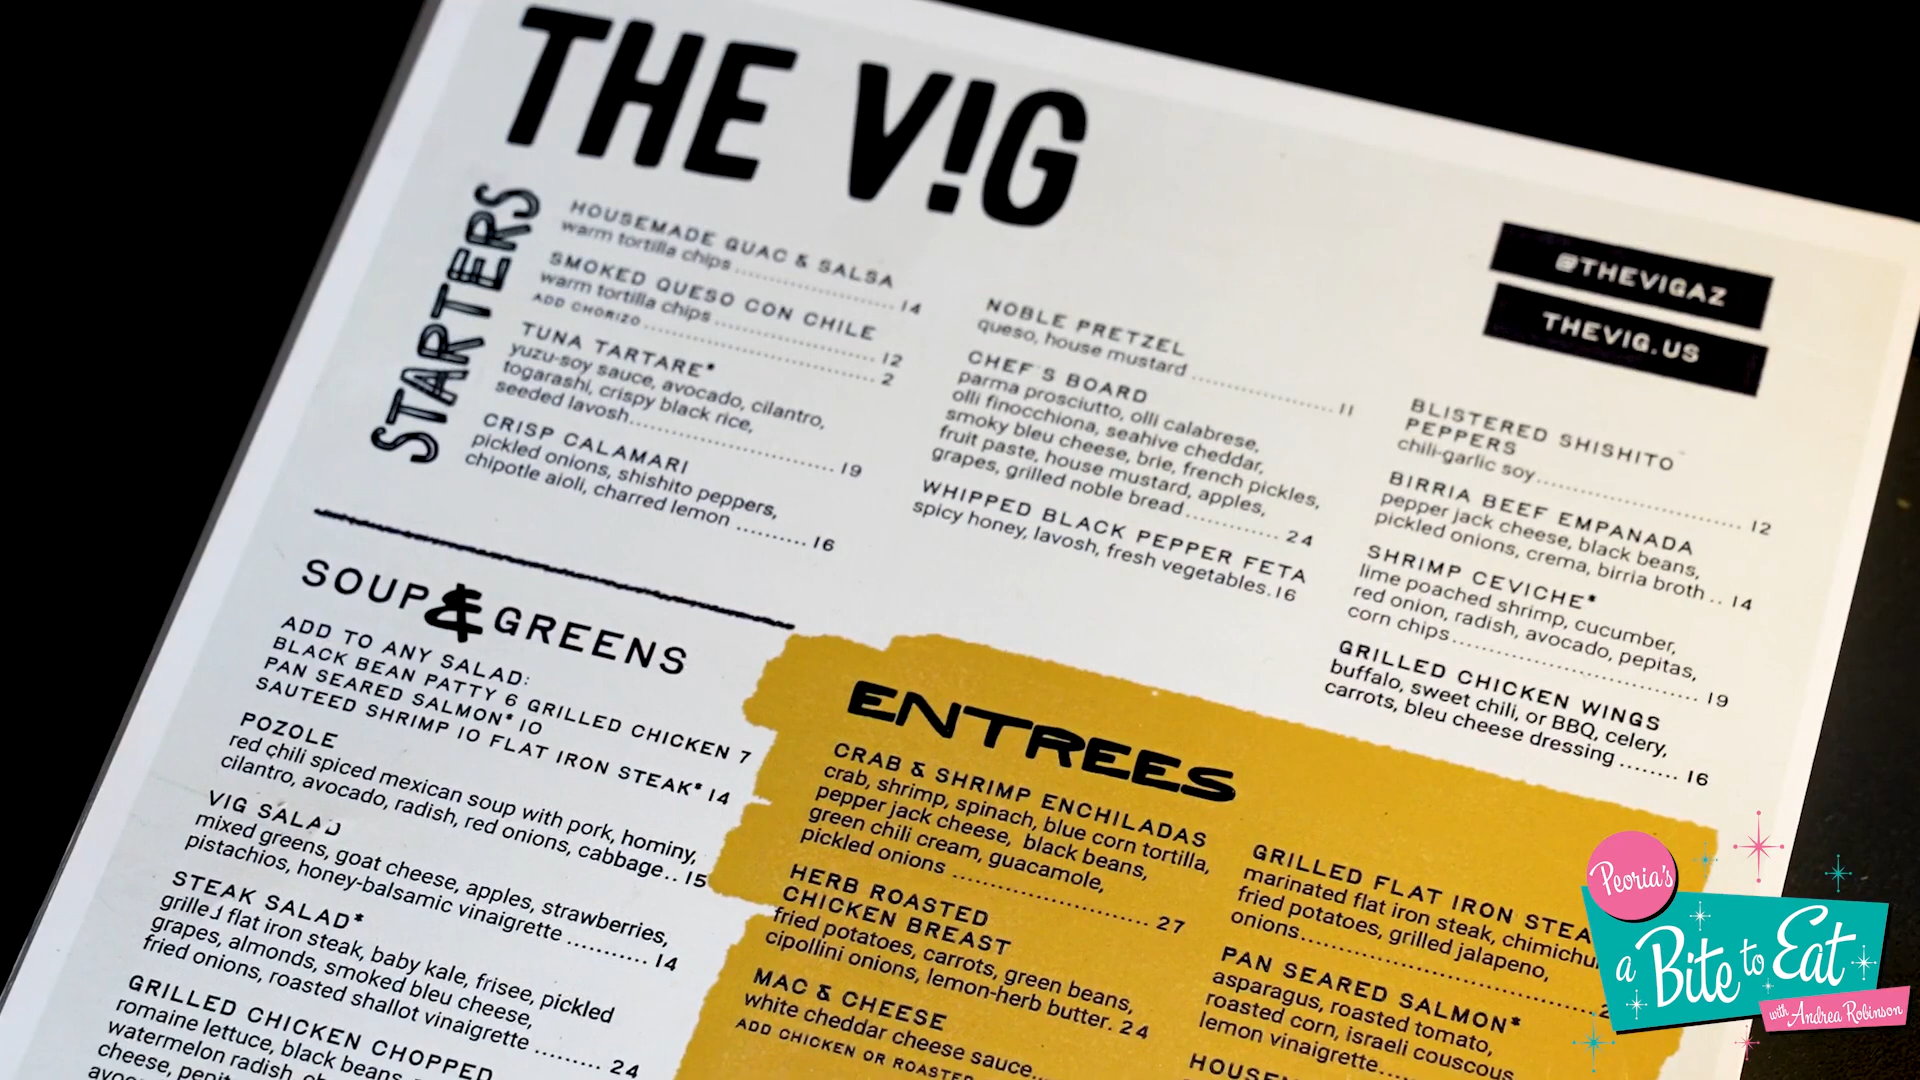 THE V!G
@THEVIGAZ
THEVIG.US
STARTERS
HOUSEMADE GUAC & SALSA
warm tortilla chips.......................14
SMOKED QUESO CON CHILE
warm tortilla chips.......................12
ADD CHORIZO.......................2
TUNA TARTARE*
yuzu-soy sauce, avocado, cilantro,
togarashi, crispy black rice,
seeded lavosh.......................19
CRISP CALAMARI
pickled onions, shishito peppers,
chipotle aioli, charred lemon ..........16
NOBLE PRETZEL
queso, house mustard ....................11
CHEF'S BOARD
parma prosciutto, olli calabrese,
olli finocchiona, seahive cheddar,
smoky bleu cheese, brie, french pickles,
fruit paste, house mustard, apples,
grapes, grilled noble bread................24
WHIPPED BLACK PEPPER FETA
spicy honey, lavosh, fresh vegetables.16
BLISTERED SHISHITO
PEPPERS
chili-garlic soy.............................12
BIRRIA BEEF EMPANADA
pepper jack cheese, black beans,
pickled onions, crema, birria broth..14
SHRIMP CEVICHE*
lime poached shrimp, cucumber,
red onion, radish, avocado, pepitas,
corn chips...................................19
GRILLED CHICKEN WINGS
buffalo, sweet chili, or BBQ, celery,
carrots, bleu cheese dressing ........16
SOUP & GREENS
ADD TO ANY SALAD:
BLACK BEAN PATTY 6 GRILLED CHICKEN 7
PAN SEARED SALMON* 10
SAUTEED SHRIMP 10 FLAT IRON STEAK* 14
POZOLE
red chili spiced mexican soup with pork, hominy,
cilantro, avocado, radish, red onions, cabbage..15
VIG SALAD
mixed greens, goat cheese, apples, strawberries,
pistachios, honey-balsamic vinaigrette .........14
STEAK SALAD*
grilled flat iron steak, baby kale, frisee, pickled
grapes, almonds, smoked bleu cheese,
fried onions, roasted shallot vinaigrette ........24
GRILLED CHICKEN CHOPPED
romaine lettuce, black beans,
watermelon radish,
cheese,
ENTREES
CRAB & SHRIMP ENCHILADAS
crab, shrimp, spinach, blue corn tortilla,
pepper jack cheese, black beans,
green chili cream, guacamole,
pickled onions ..........................27
HERB ROASTED
CHICKEN BREAST
fried potatoes, carrots, green beans,
cipollini onions, lemon-herb butter. 24
MAC & CHEESE
white cheddar cheese sauce...
ADD CHICKEN OR ROASTED
GRILLED FLAT IRON STEA
marinated flat iron steak, chimichu
fried potatoes, grilled jalapeno,
onions...................................2
PAN SEARED SALMON*
asparagus, roasted tomato,
roasted corn, israeli couscous
lemon vinaigrette.....
HOUSEM
Peoria's
a Bite to Eat
with Andrea Robinson